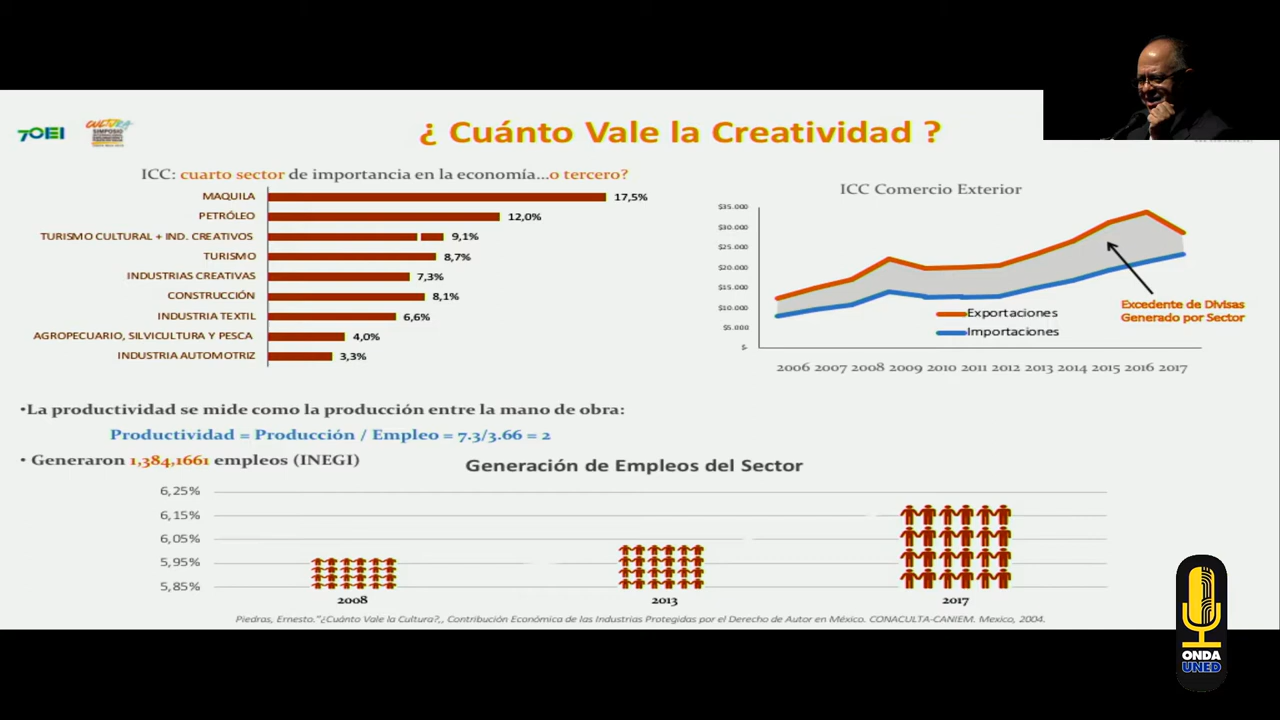 7OEI
CULTURA
SIMPOSIO
¿ Cuánto Vale la Creatividad ?
ICC: cuarto sector de importancia en la economía...o tercero?
MAQUILA 17,5%
PETRÓLEO 12,0%
TURISMO CULTURAL + IND. CREATIVOS 9,1%
TURISMO 8,7%
INDUSTRIAS CREATIVAS 7,3%
CONSTRUCCIÓN 8,1%
INDUSTRIA TEXTIL 6,6%
AGROPECUARIO, SILVICULTURA Y PESCA 4,0%
INDUSTRIA AUTOMOTRIZ 3,3%
ICC Comercio Exterior
$35.000
$30.000
$25.000
$20.000
$15.000
$10.000
$5.000
$-
Excedente de Divisas
Generado por Sector
Exportaciones
Importaciones
2006 2007 2008 2009 2010 2011 2012 2013 2014 2015 2016 2017
•La productividad se mide como la producción entre la mano de obra:
Productividad = Producción / Empleo = 7.3/3.66 = 2
• Generaron 1,384,1661 empleos (INEGI)
Generación de Empleos del Sector
6,25%
6,15%
6,05%
5,95%
5,85%
2008 2013 2017
Piedras, Ernesto."¿Cuánto Vale la Cultura?,, Contribución Económica de las Industrias Protegidas por el Derecho de Autor en México. CONACULTA-CANIEM. Mexico, 2004.
ONDA
UNED